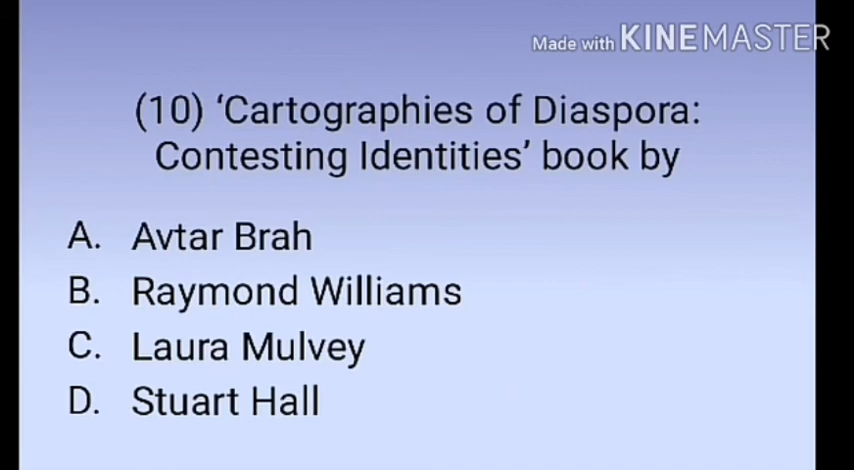 Made with KINEMASTER
(10) ‘Cartographies of Diaspora:
Contesting Identities’ book by
A. Avtar Brah
B. Raymond Williams
C. Laura Mulvey
D. Stuart Hall